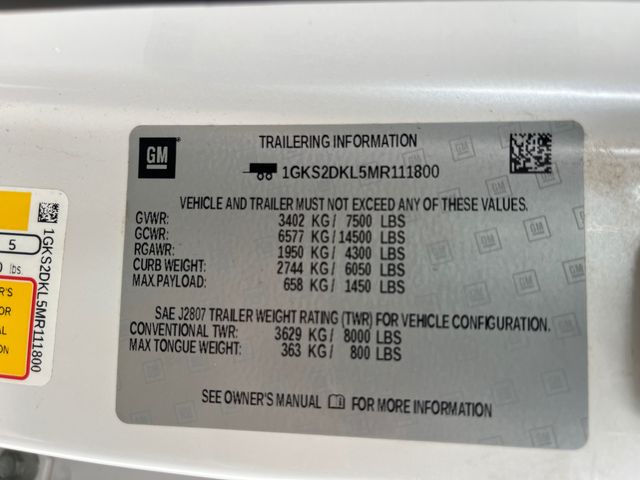 GM
TRAILERING INFORMATION
1GKS2DKL5MR111800
VEHICLE AND TRAILER MUST NOT EXCEED ANY OF THESE VALUES.
GVWR: 3402 KG / 7500 LBS
GCWR: 6577 KG / 14500 LBS
RGAWR: 1950 KG / 4300 LBS
CURB WEIGHT: 2744 KG / 6050 LBS
MAX PAYLOAD: 658 KG / 1450 LBS
SAE J2807 TRAILER WEIGHT RATING (TWR) FOR VEHICLE CONFIGURATION.
CONVENTIONAL TWR: 3629 KG / 8000 LBS
MAX TONGUE WEIGHT: 363 KG / 800 LBS
SEE OWNER'S MANUAL FOR MORE INFORMATION
1GKS2DKL5MR111800
5
lbs